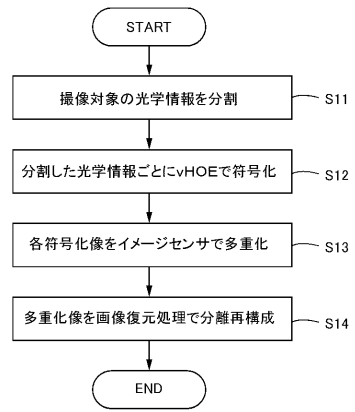 START
撮像対象の光学情報を分割
S11
分割した光学情報ごとにvHOEで符号化
S12
各符号化像をイメージセンサで多重化
S13
多重化像を画像復元処理で分離再構成
S14
END